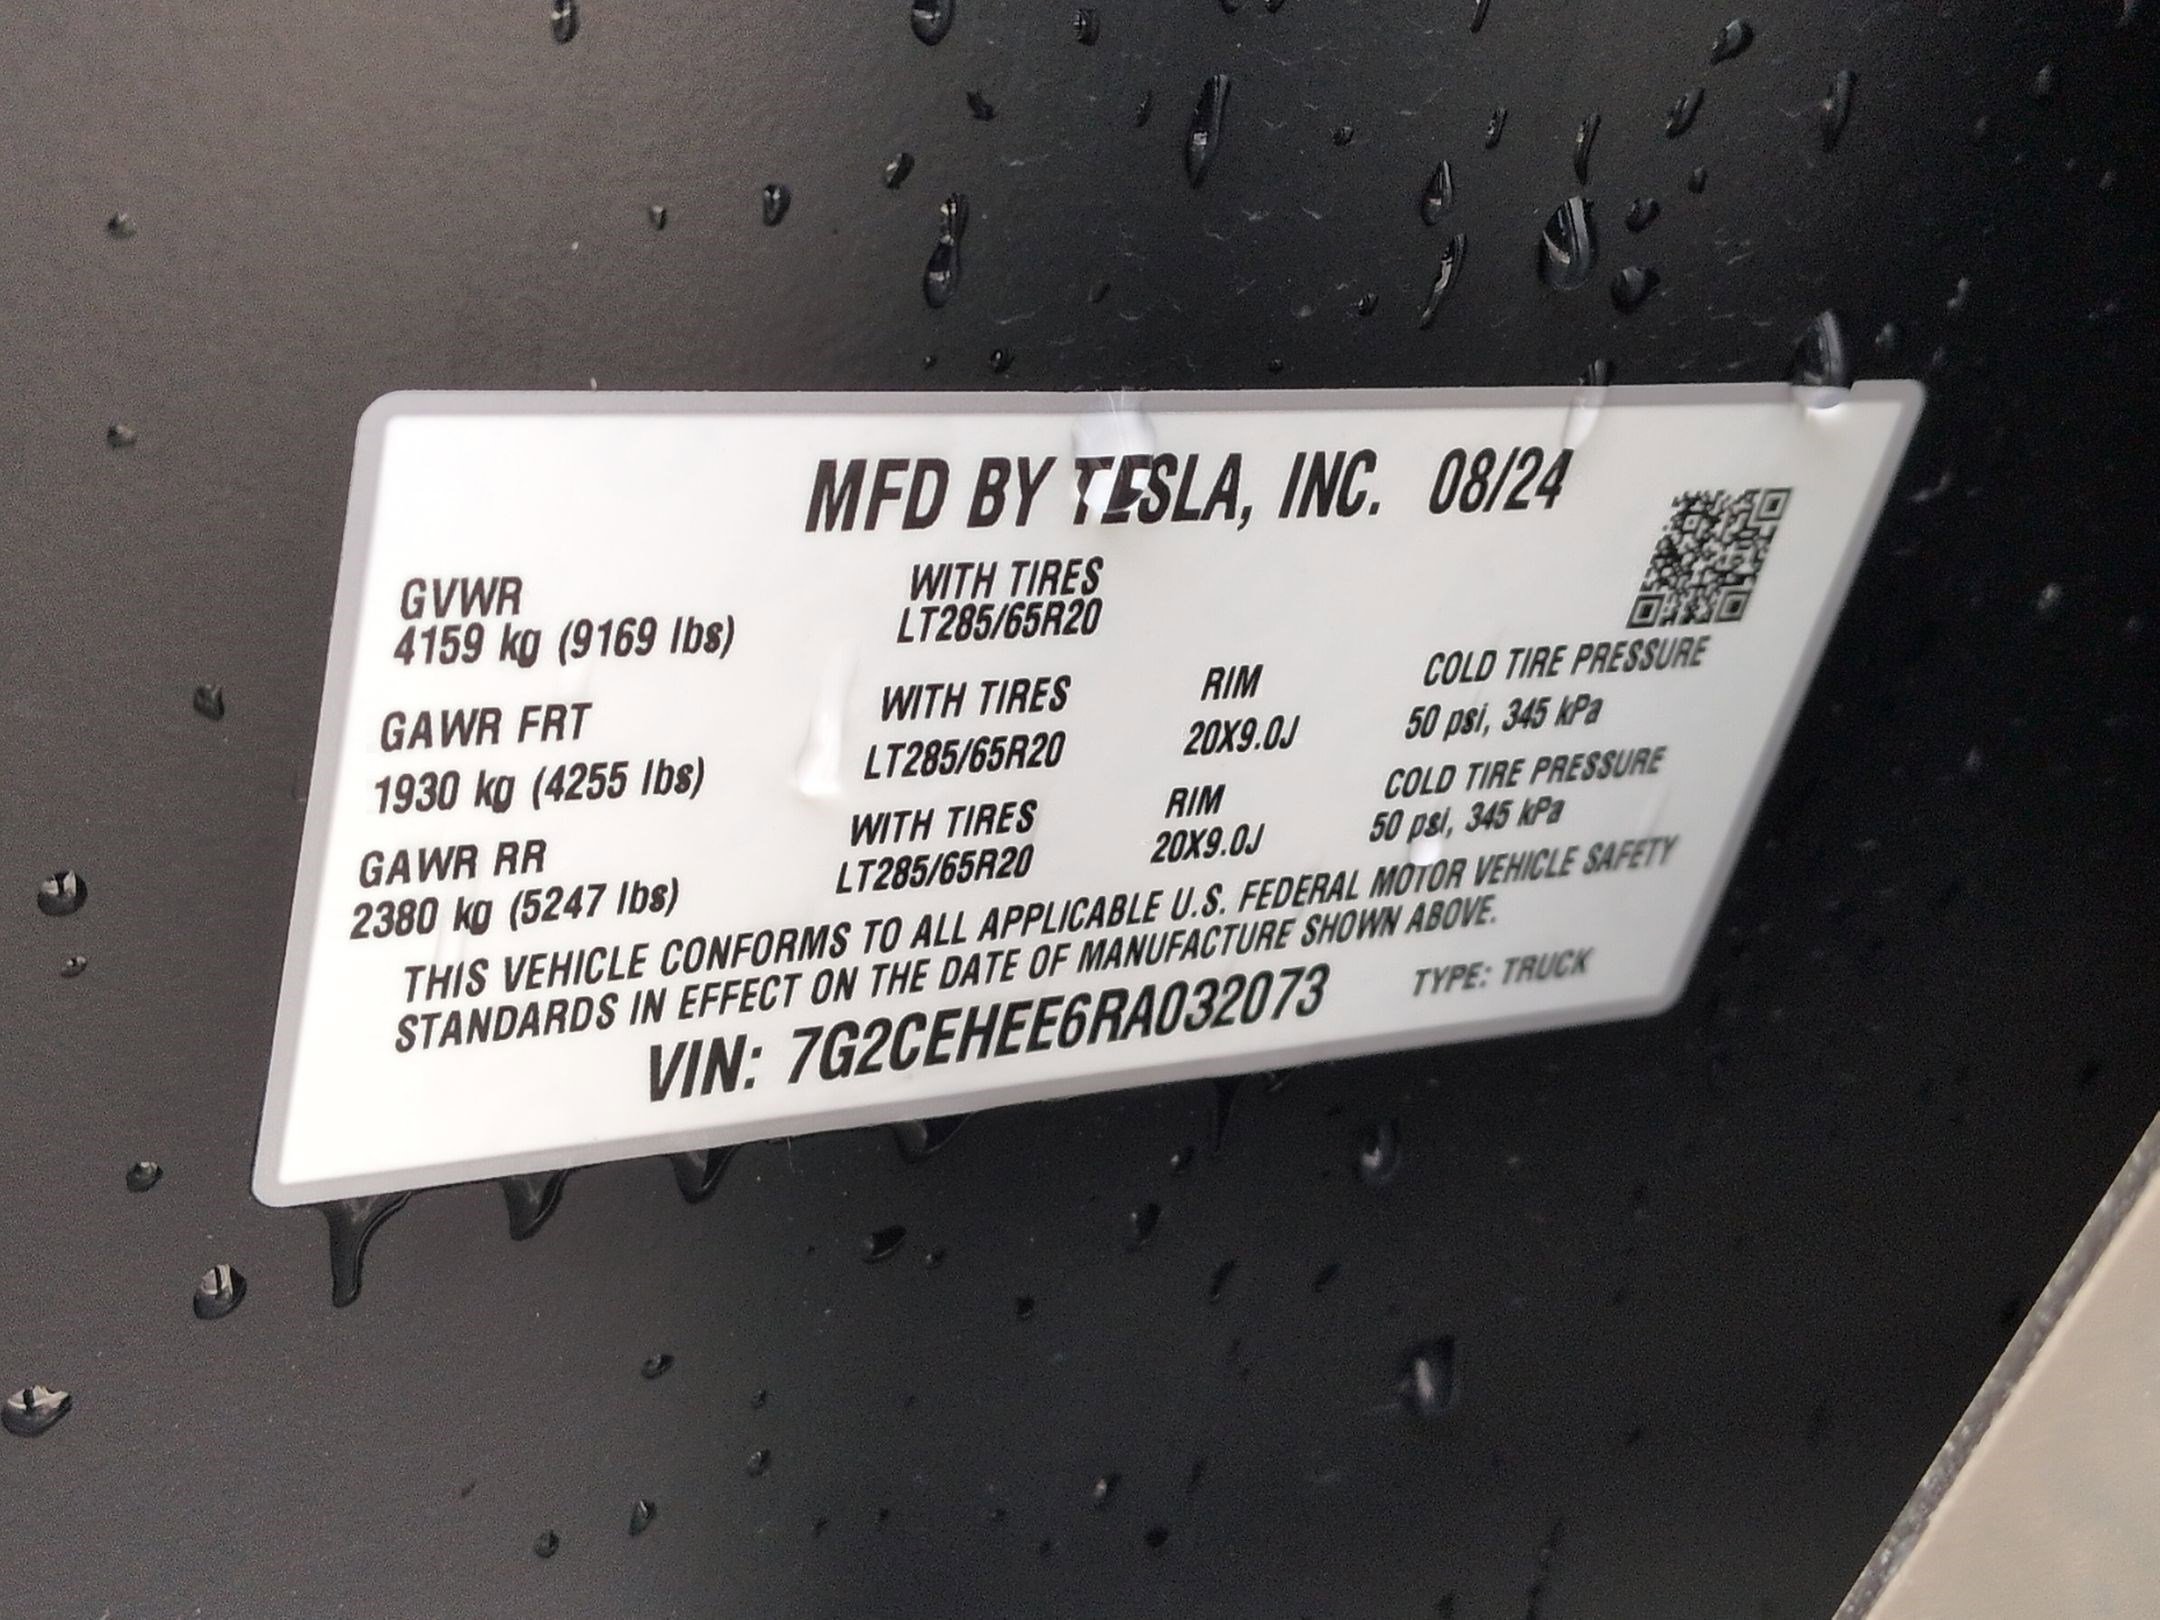 MFD BY TESLA, INC. 08/24
GVWR
4159 kg (9169 lbs)
WITH TIRES
LT285/65R20
GAWR FRT
1930 kg (4255 lbs)
WITH TIRES
LT285/65R20
RIM
20X9.0J
COLD TIRE PRESSURE
50 psi, 345 kPa
GAWR RR
2380 kg (5247 lbs)
WITH TIRES
LT285/65R20
RIM
20X9.0J
COLD TIRE PRESSURE
50 psi, 345 kPa
THIS VEHICLE CONFORMS TO ALL APPLICABLE U.S. FEDERAL MOTOR VEHICLE SAFETY
STANDARDS IN EFFECT ON THE DATE OF MANUFACTURE SHOWN ABOVE.
VIN: 7G2CEHEE6RA032073
TYPE: TRUCK